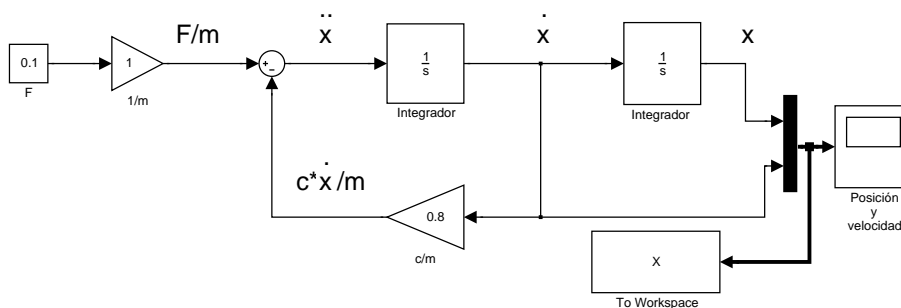 F/m
ẍ
ẋ
x
0.1
F
1
1/m
+
−
1
s
Integrador
1
s
Integrador
c*ẋ/m
0.8
c/m
Posición
y
velocidad
X
To Workspace